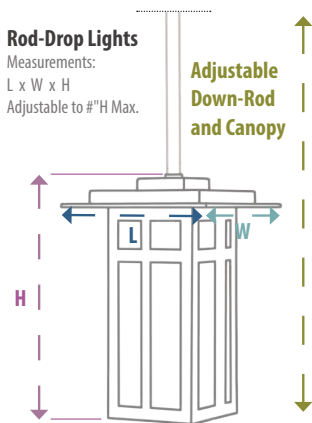 Rod-Drop Lights
Measurements:
L x W x H
Adjustable to #"H Max.
Adjustable
Down-Rod
and Canopy
L
W
H